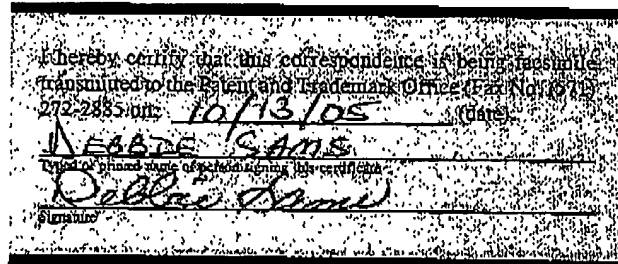 I hereby certify that this correspondence is being facsimile
transmitted to the Patent and Trademark Office (Fax No. (571)
272-2885 on: 10/13/05 (date).
DEBBIE SAMS
Typed or printed name of person signing this certificate
Debbie Sams
Signature